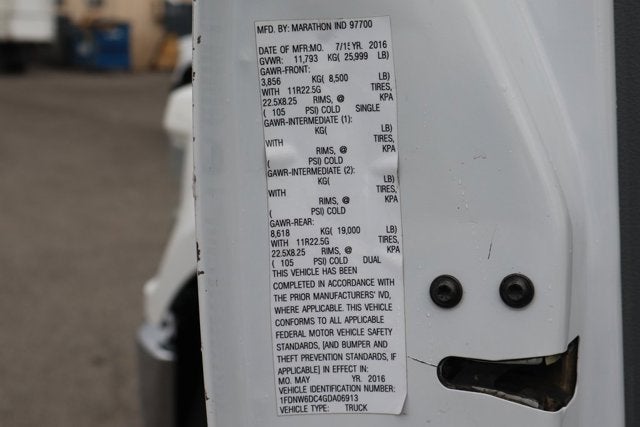 MFD. BY: MARATHON IND 97700
DATE OF MFR:MO. 7/15 YR. 2016
GVWR: 11,793 KG( 25,999 LB)
GAWR-FRONT:
3,856 KG( 8,500 LB)
WITH 11R22.5G TIRES,
22.5X8.25 RIMS, @ KPA
( 105 PSI) COLD SINGLE
GAWR-INTERMEDIATE (1):
KG( LB)
WITH TIRES,
RIMS, @ KPA
( PSI) COLD
GAWR-INTERMEDIATE (2):
KG( LB)
WITH TIRES,
RIMS, @ KPA
( PSI) COLD
GAWR-REAR:
8,618 KG( 19,000 LB)
WITH 11R22.5G TIRES,
22.5X8.25 RIMS, @ KPA
( 105 PSI) COLD DUAL
THIS VEHICLE HAS BEEN
COMPLETED IN ACCORDANCE WITH
THE PRIOR MANUFACTURERS' IVD,
WHERE APPLICABLE. THIS VEHICLE
CONFORMS TO ALL APPLICABLE
FEDERAL MOTOR VEHICLE SAFETY
STANDARDS, [AND BUMPER AND
THEFT PREVENTION STANDARDS, IF
APPLICABLE] IN EFFECT IN:
MO. MAY YR. 2016
VEHICLE IDENTIFICATION NUMBER:
1FDNW6DC4GDA06913
VEHICLE TYPE: TRUCK